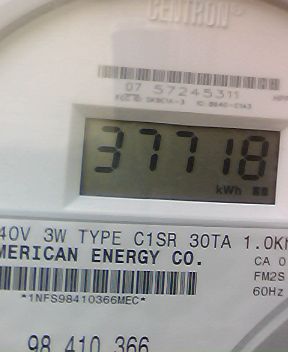 CENTRON®
07 57245311
37718
kWh
40V 3W TYPE C1SR 30TA 1.0Kh
MERICAN ENERGY CO.
CA 0
FM2S
60Hz
*1NFS98410366MEC*
98 410 366